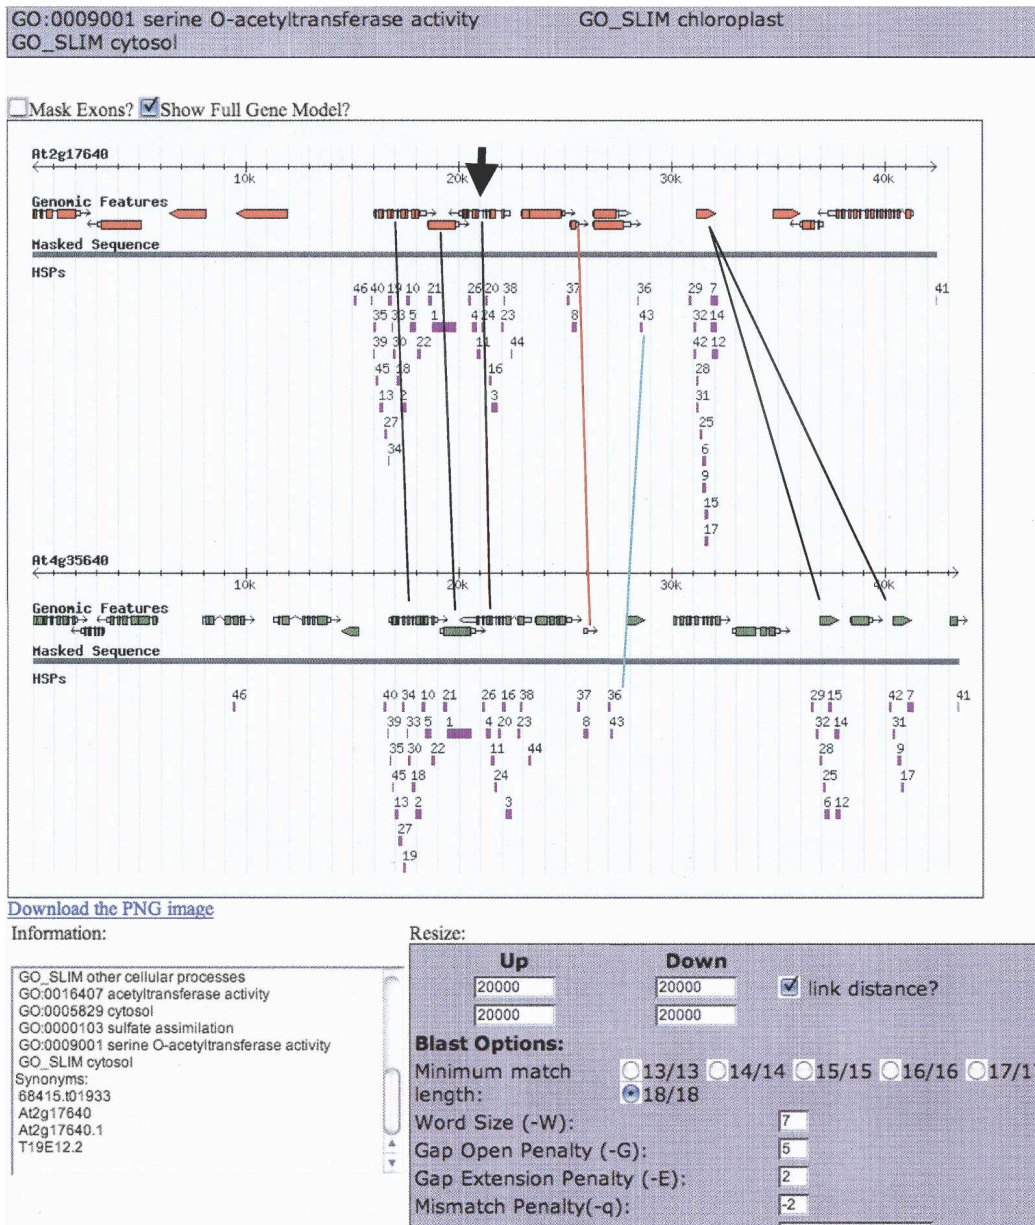 GO:0009001 serine O-acetyltransferase activity GO_SLIM chloroplast
GO_SLIM cytosol
Mask Exons? Show Full Gene Model?
At2g17640
10k 20k 30k 40k
Genomic Features
Masked Sequence
HSPs
46 40 19 10 21 26 20 38 37 36 29 7 41
35 33 5 1 4 24 23 8 43 32 14
39 30 22 11 44 42 12
45 18 16 28
13 2 3 31
27 25
34 6
9
15
17
At4g35640
10k 20k 30k 40k
Genomic Features
Masked Sequence
HSPs
46 40 34 10 21 26 16 38 37 36 29 15 42 7 41
39 33 5 1 4 20 23 8 43 32 14 31
35 30 22 11 44 28 9
45 18 24 25 17
13 2 3 6 12
27
19
Download the PNG image
Information: Resize:
GO_SLIM other cellular processes
GO:0016407 acetyltransferase activity
GO:0005829 cytosol
GO:0000103 sulfate assimilation
GO:0009001 serine O-acetyltransferase activity
GO_SLIM cytosol
Synonyms:
68415.t01933
At2g17640
At2g17640.1
T19E12.2
Up Down
20000 20000 link distance?
20000 20000
Blast Options:
Minimum match 13/13 14/14 15/15 16/16 17/1
length: 18/18
Word Size (-W): 7
Gap Open Penalty (-G): 5
Gap Extension Penalty (-E): 2
Mismatch Penalty(-q): -2